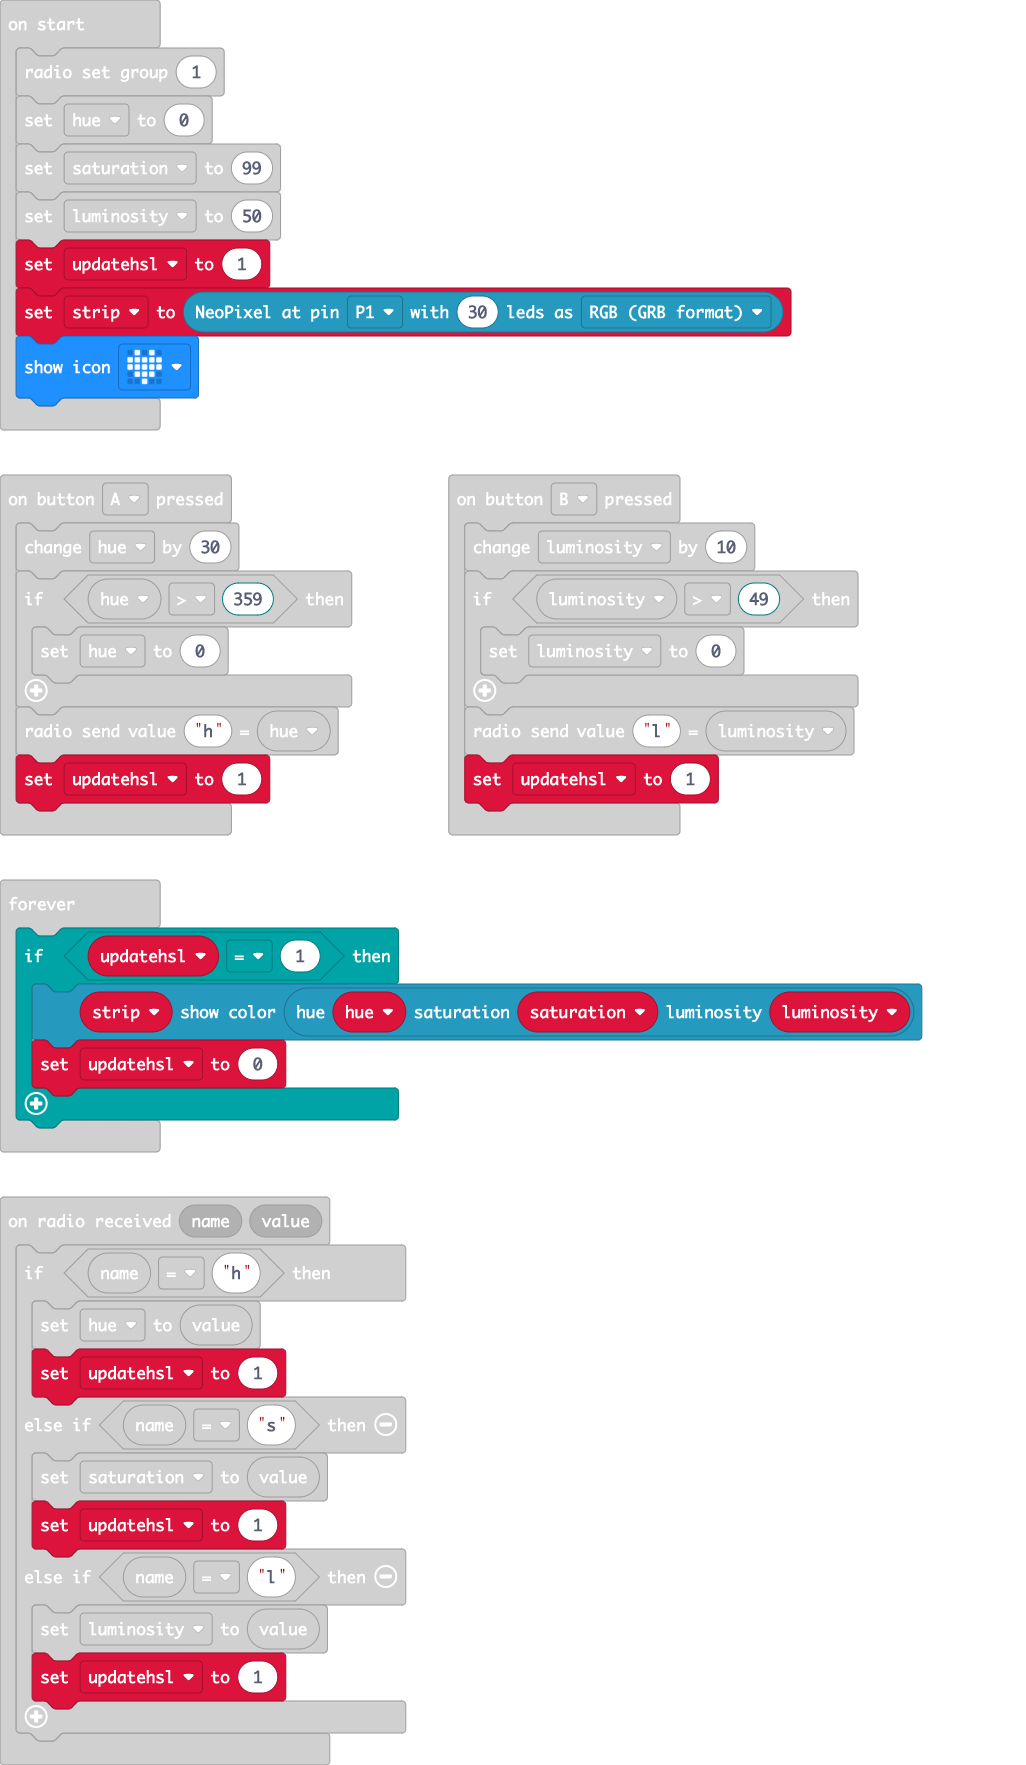 on start
radio set group 1
set hue to 0
set saturation to 99
set luminosity to 50
set updatehsl to 1
set strip to NeoPixel at pin P1 with 30 leds as RGB (GRB format)
show icon
on button A pressed
change hue by 30
if hue > 359 then
set hue to 0
radio send value "h" = hue
set updatehsl to 1
on button B pressed
change luminosity by 10
if luminosity > 49 then
set luminosity to 0
radio send value "l" = luminosity
set updatehsl to 1
forever
if updatehsl = 1 then
strip show color hue hue saturation saturation luminosity luminosity
set updatehsl to 0
on radio received name value
if name = "h" then
set hue to value
set updatehsl to 1
else if name = "s" then
set saturation to value
set updatehsl to 1
else if name = "l" then
set luminosity to value
set updatehsl to 1